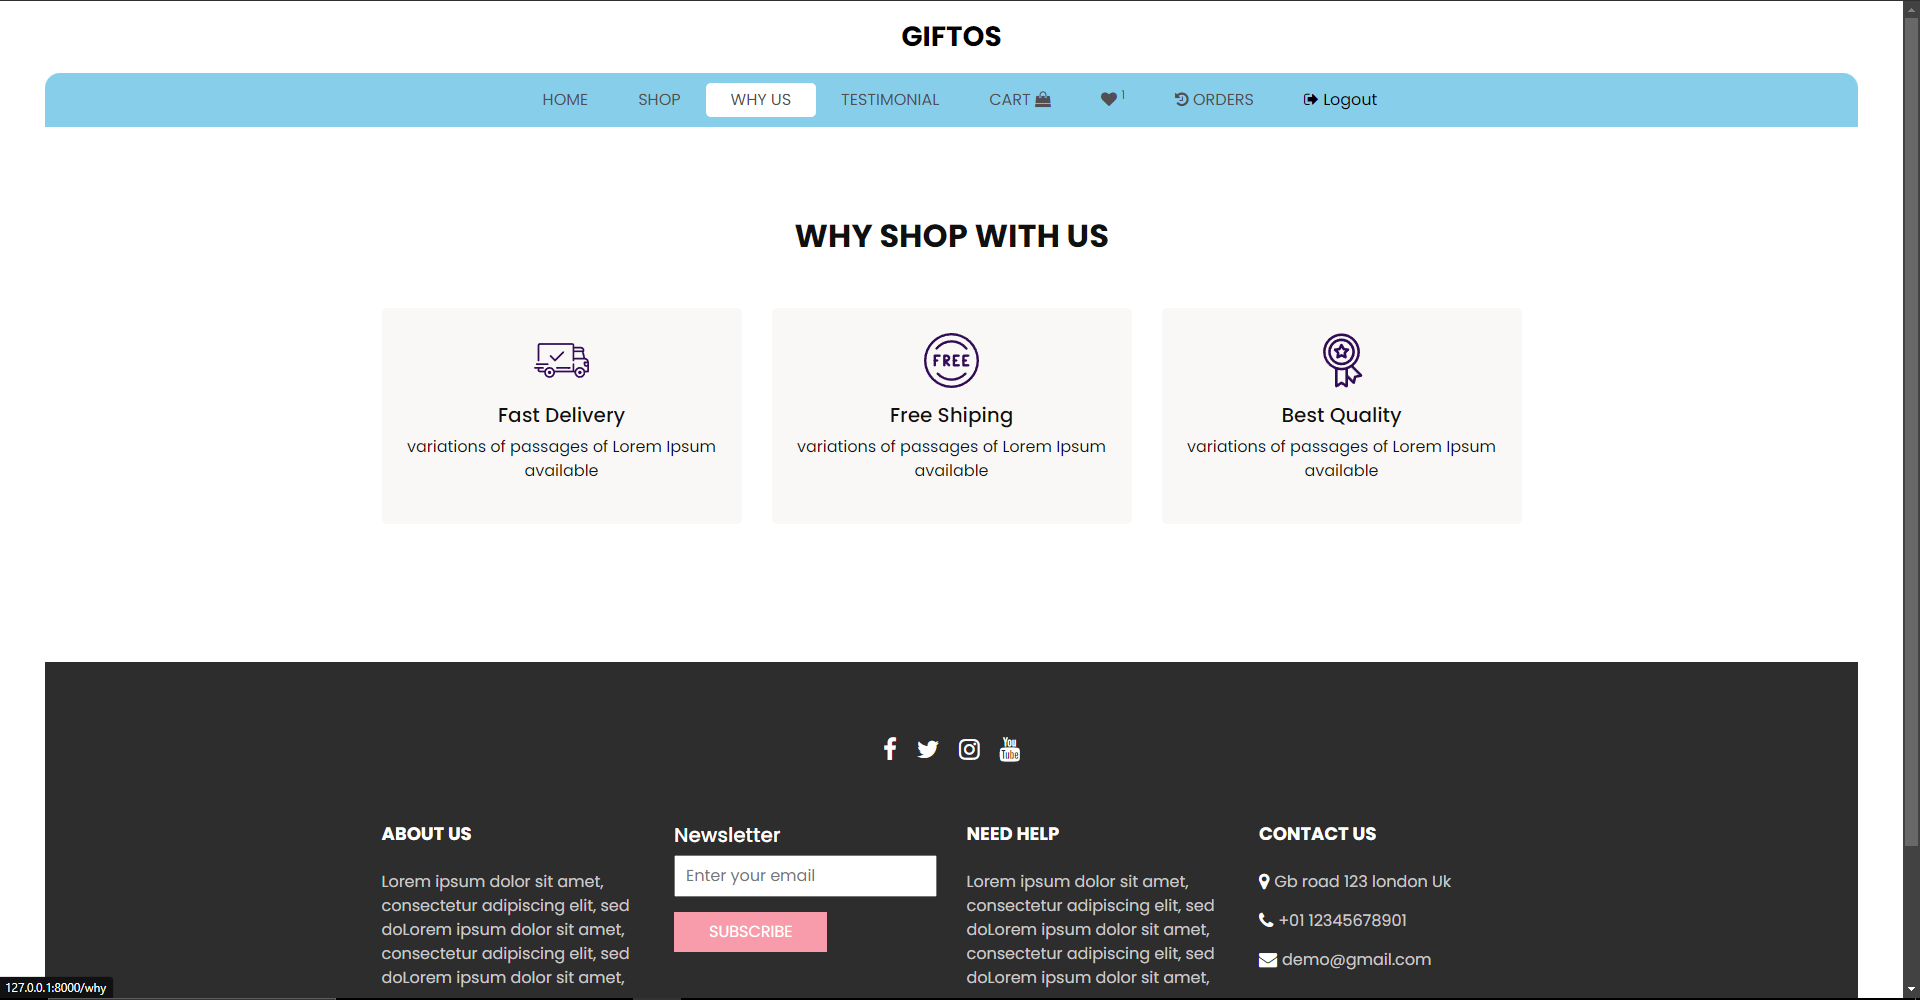 GIFTOS
HOME SHOP WHY US TESTIMONIAL CART 1 ORDERS Logout
WHY SHOP WITH US
FREE
Fast Delivery
variations of passages of Lorem Ipsum
available
Free Shiping
variations of passages of Lorem Ipsum
available
Best Quality
variations of passages of Lorem Ipsum
available
You
Tube
ABOUT US
Lorem ipsum dolor sit amet,
consectetur adipiscing elit, sed
doLorem ipsum dolor sit amet,
consectetur adipiscing elit, sed
doLorem ipsum dolor sit amet,
Newsletter
Enter your email
SUBSCRIBE
NEED HELP
Lorem ipsum dolor sit amet,
consectetur adipiscing elit, sed
doLorem ipsum dolor sit amet,
consectetur adipiscing elit, sed
doLorem ipsum dolor sit amet,
CONTACT US
Gb road 123 london Uk
+01 12345678901
demo@gmail.com
127.0.0.1:8000/why